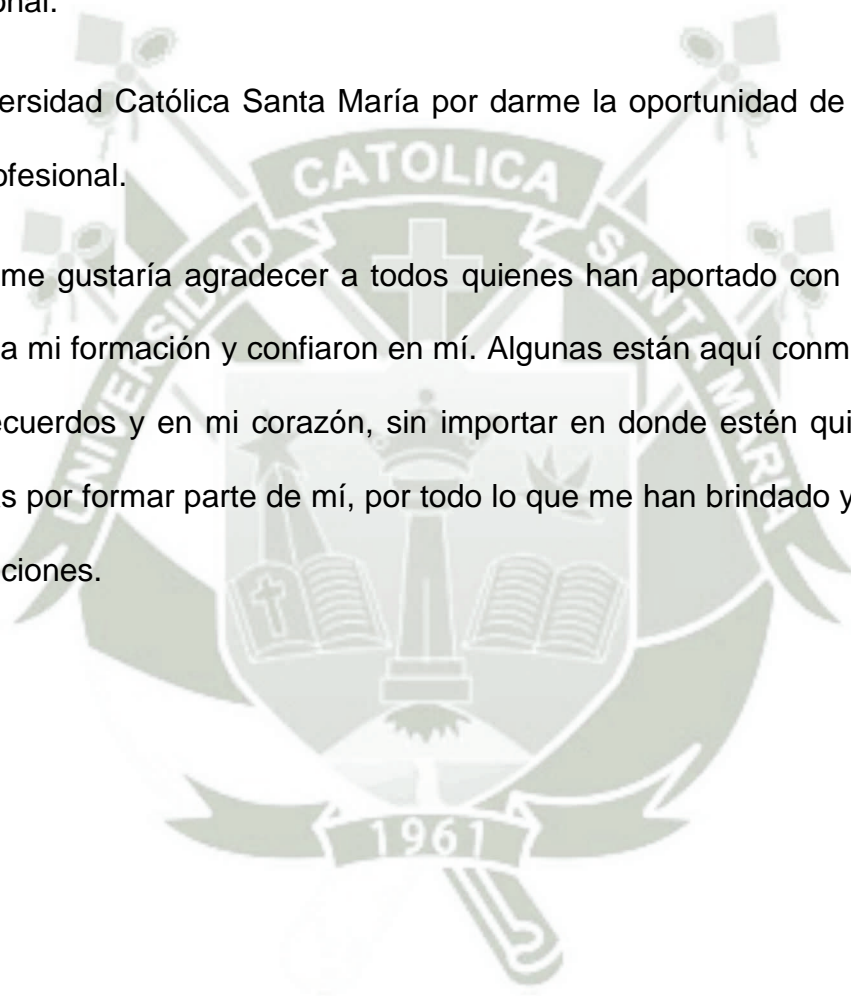 onal.
ersidad Católica Santa María por darme la oportunidad de
ofesional.
me gustaría agradecer a todos quienes han aportado con
a mi formación y confiaron en mí. Algunas están aquí conm
ecuerdos y en mi corazón, sin importar en donde estén qui
s por formar parte de mí, por todo lo que me han brindado y
ciones.
UNIVERSIDAD CATOLICA SANTA MARIA
1961